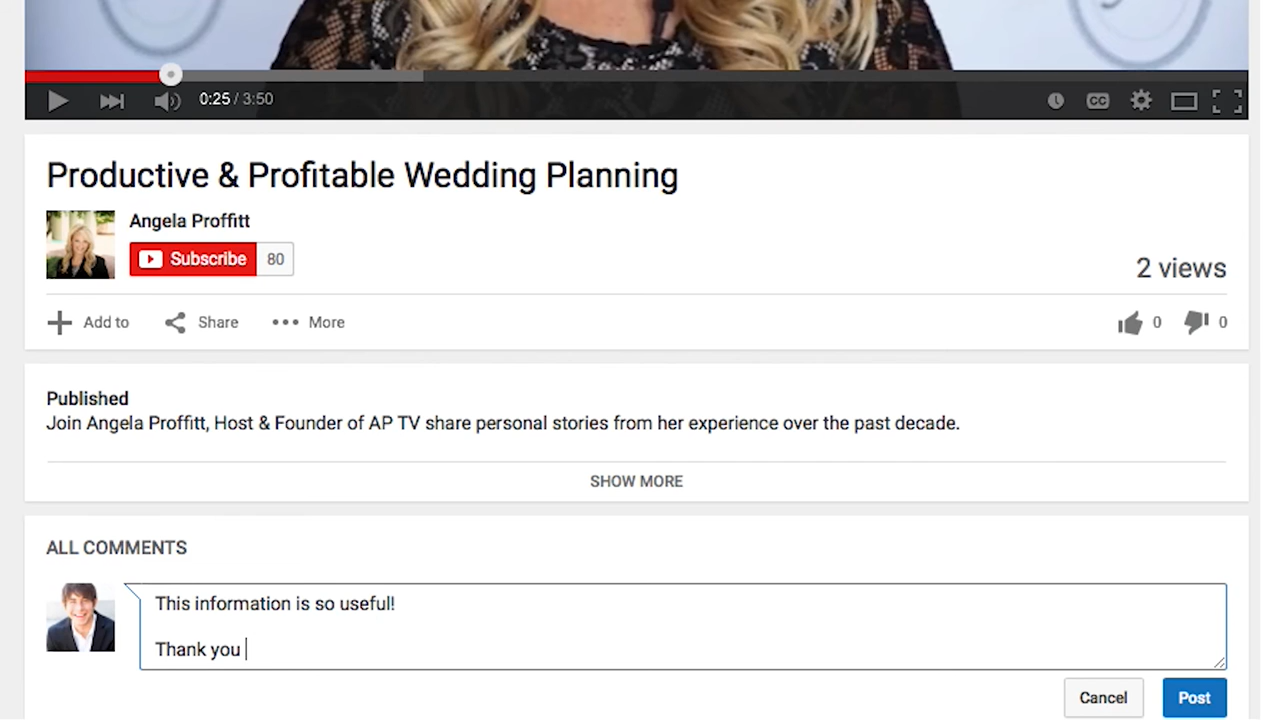 0:25 / 3:50
CC
Productive & Profitable Wedding Planning
Angela Proffitt
Subscribe 80
2 views
Add to Share More 0 0
Published
Join Angela Proffitt, Host & Founder of AP TV share personal stories from her experience over the past decade.
SHOW MORE
ALL COMMENTS
This information is so useful!
Thank you
Cancel Post